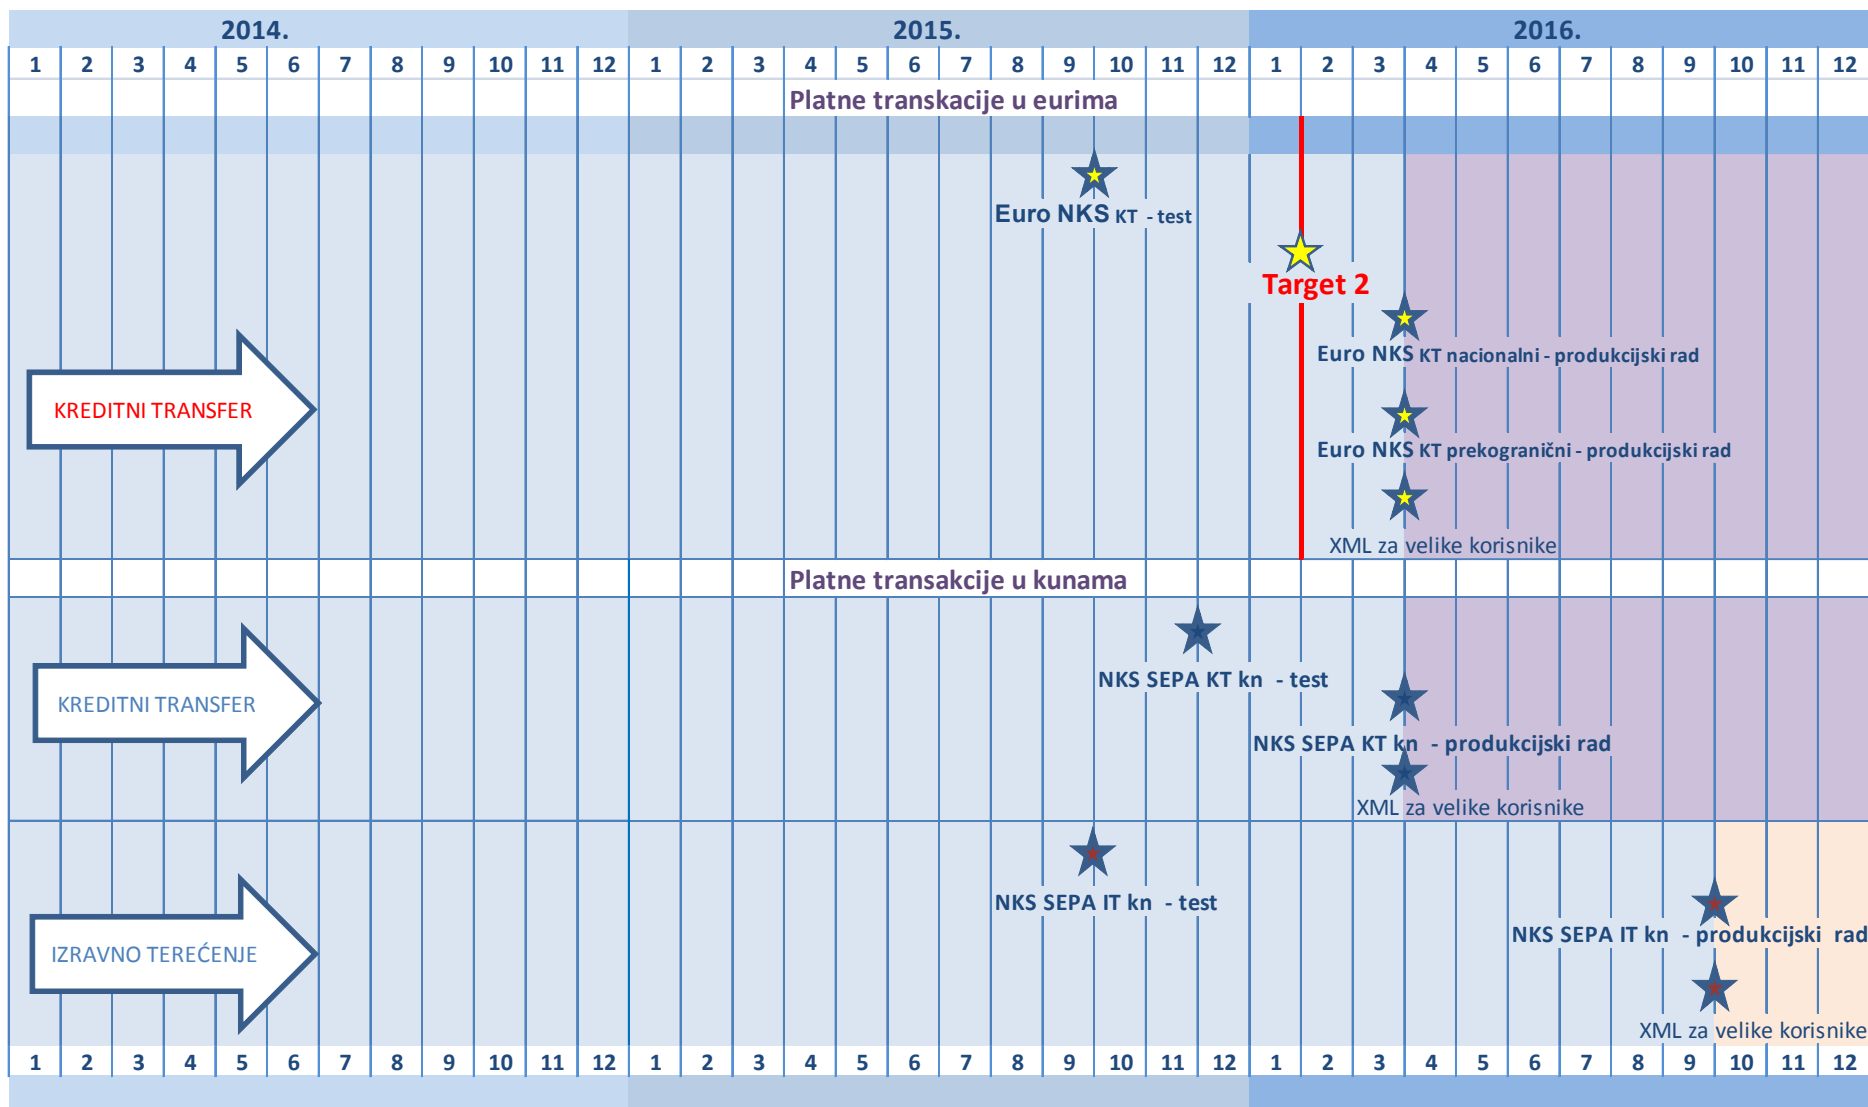 2014. 2015. 2016.
1 2 3 4 5 6 7 8 9 10 11 12 1 2 3 4 5 6 7 8 9 10 11 12 1 2 3 4 5 6 7 8 9 10 11 12
Platne transkacije u eurima
Euro NKS KT - test
Target 2
Euro NKS KT nacionalni - produkcijski rad
KREDITNI TRANSFER
Euro NKS KT prekogranični - produkcijski rad
XML za velike korisnike
Platne transakcije u kunama
NKS SEPA KT kn - test
KREDITNI TRANSFER
NKS SEPA KT kn - produkcijski rad
XML za velike korisnike
NKS SEPA IT kn - test
NKS SEPA IT kn - produkcijski rad
IZRAVNO TEREĆENJE
XML za velike korisnike
1 2 3 4 5 6 7 8 9 10 11 12 1 2 3 4 5 6 7 8 9 10 11 12 1 2 3 4 5 6 7 8 9 10 11 12